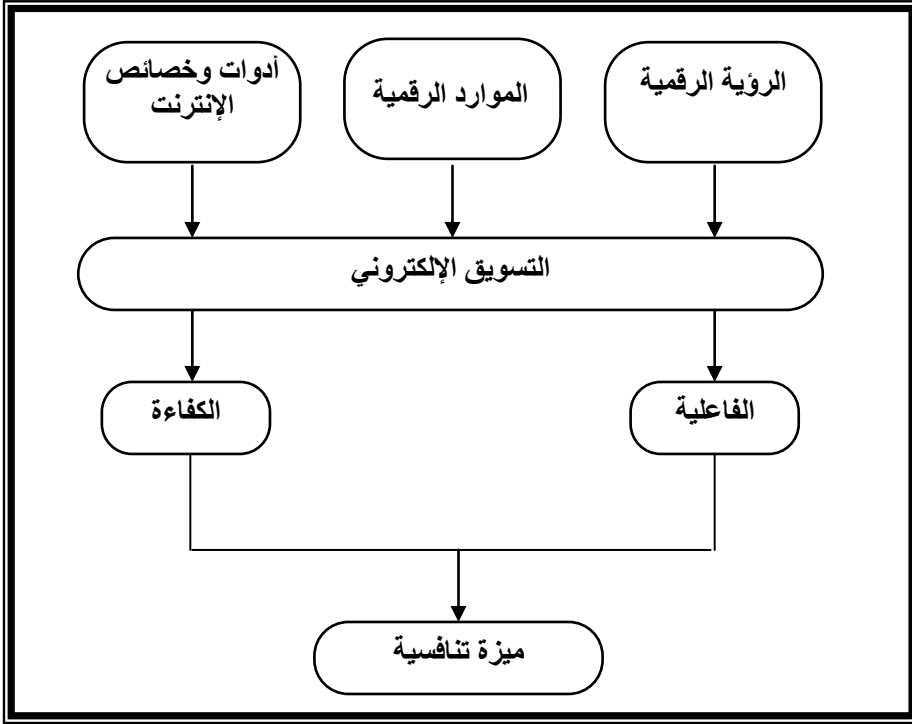 الرؤية الرقمية
الموارد الرقمية
أدوات وخصائص
الإنترنت
التسويق الإلكتروني
الفاعلية
الكفاءة
ميزة تنافسية